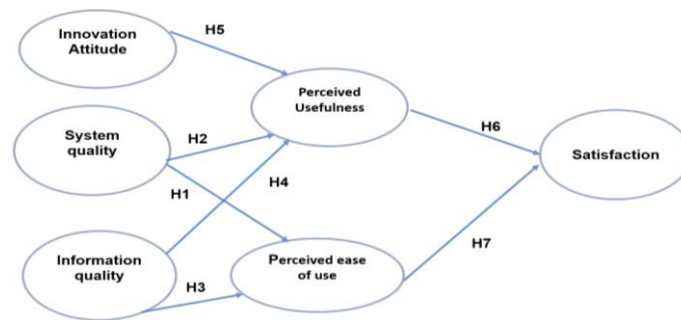 Innovation
Attitude
H5
Perceived
Usefulness
System
quality
H2
H6
Satisfaction
H4
H1
Information
quality
Perceived ease
of use
H7
H3